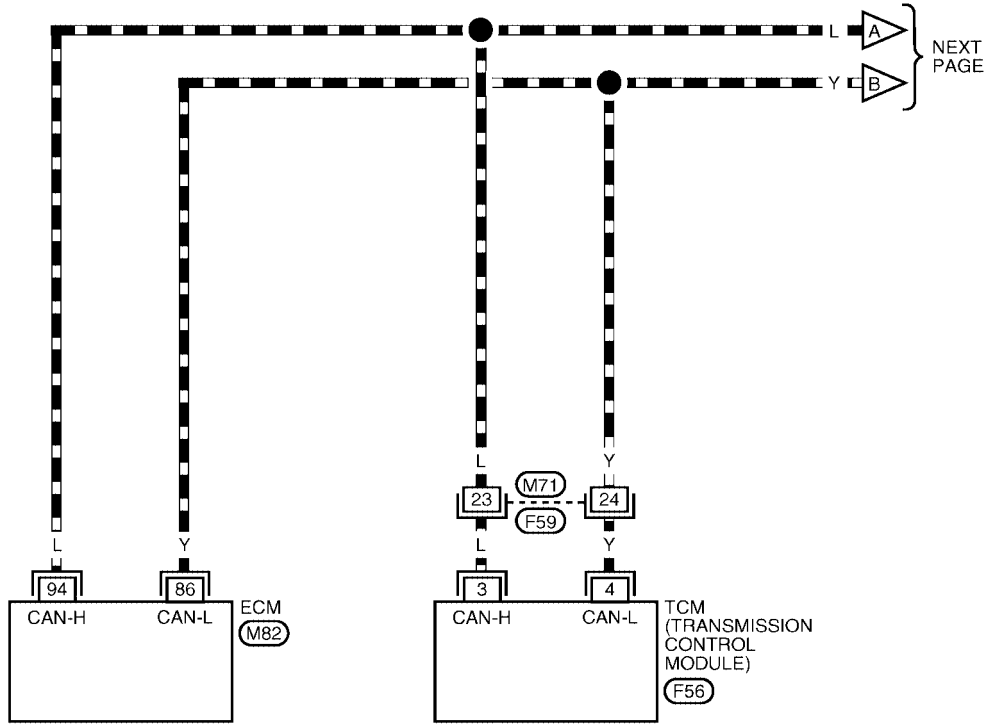 L A
NEXT
PAGE
Y B
L Y
23 M71 24
F59
L Y
L Y
94 86 3 4
CAN-H CAN-L ECM CAN-H CAN-L TCM
M82 (TRANSMISSION
CONTROL
MODULE)
F56